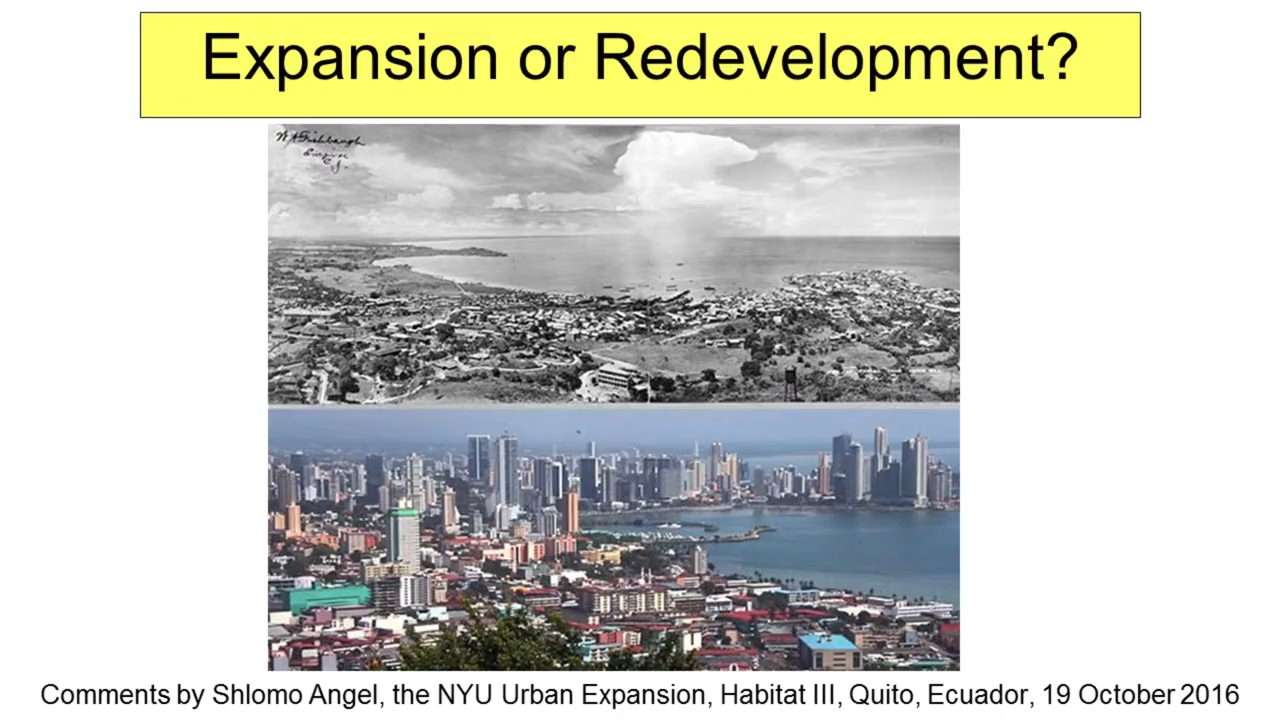 Expansion or Redevelopment?
Comments by Shlomo Angel, the NYU Urban Expansion, Habitat III, Quito, Ecuador, 19 October 2016